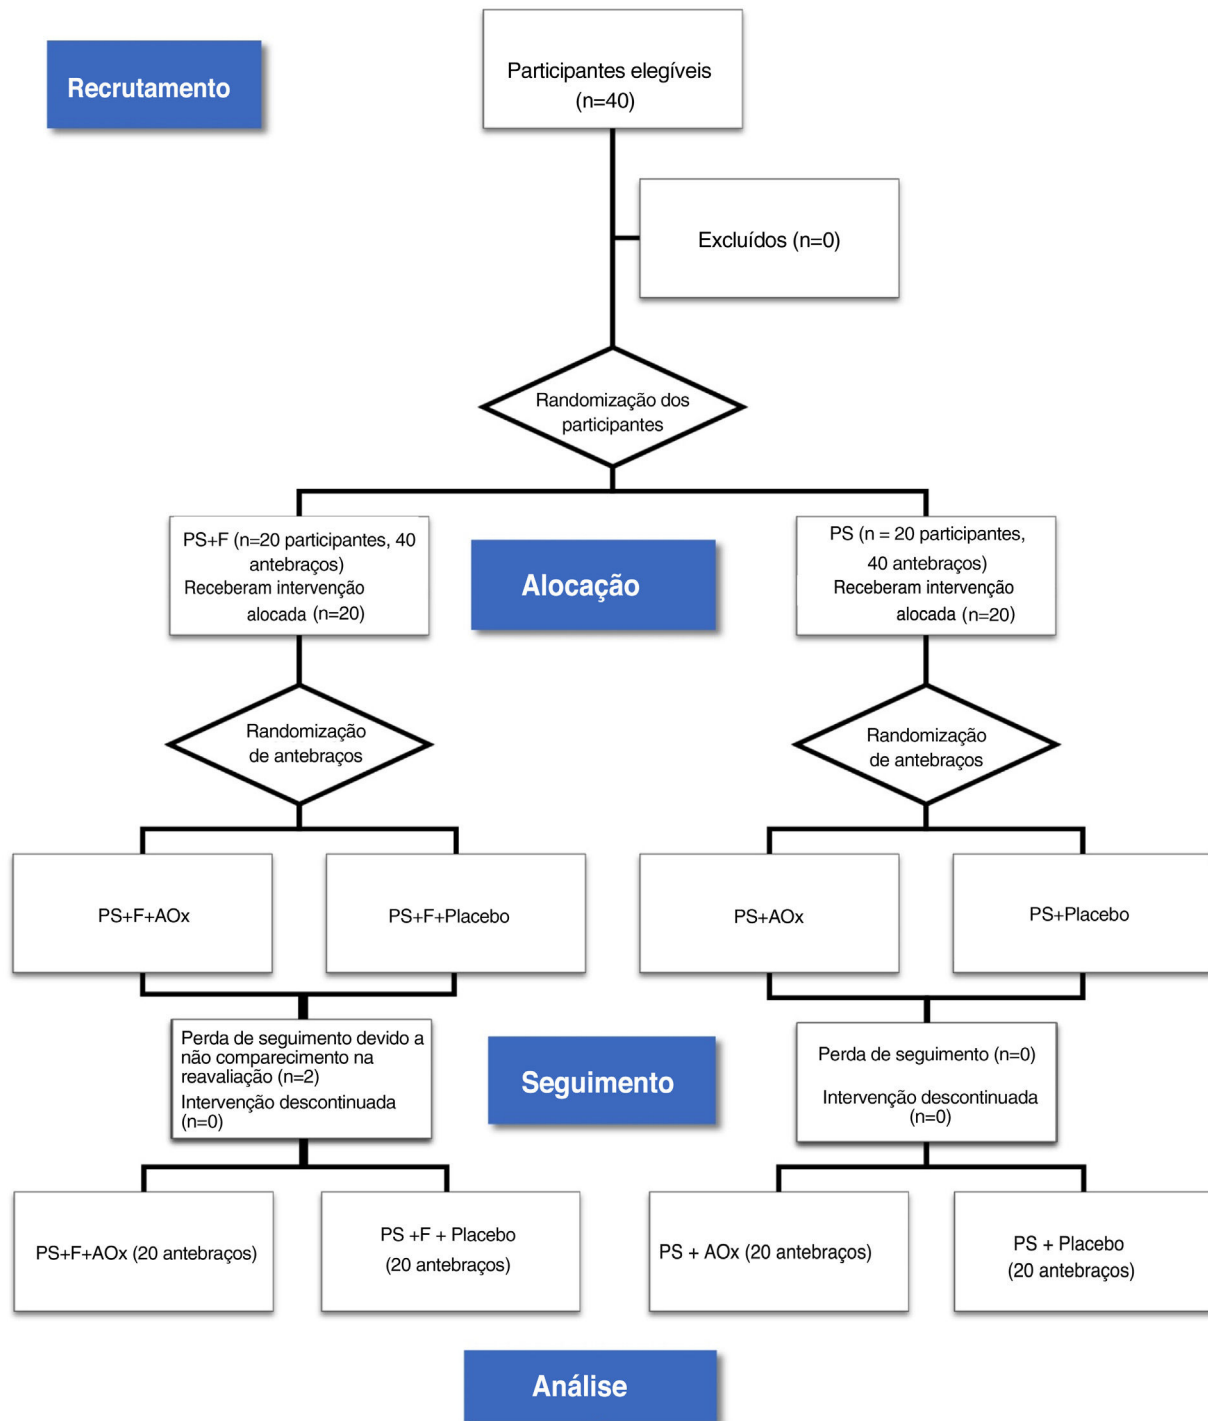 Recrutamento
Participantes elegíveis
(n=40)
Excluídos (n=0)
Randomização dos
participantes
PS+F (n=20 participantes, 40
antebraços)
Receberam intervenção
alocada (n=20)
Alocação
PS (n = 20 participantes,
40 antebraços)
Receberam intervenção
alocada (n=20)
Randomização
de antebraços
Randomização
de antebraços
PS+F+AOx
PS+F+Placebo
PS+AOx
PS+Placebo
Perda de seguimento devido a
não comparecimento na
reavaliação (n=2)
Intervenção descontinuada
(n=0)
Seguimento
Perda de seguimento (n=0)
Intervenção descontinuada
(n=0)
PS+F+AOx (20 antebraços)
PS +F + Placebo
(20 antebraços)
PS + AOx (20 antebraços)
PS + Placebo
(20 antebraços)
Análise